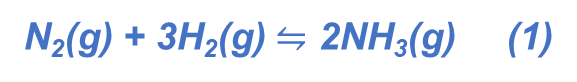 N₂(g) + 3H₂(g) ⇋ 2NH₃(g) (1)